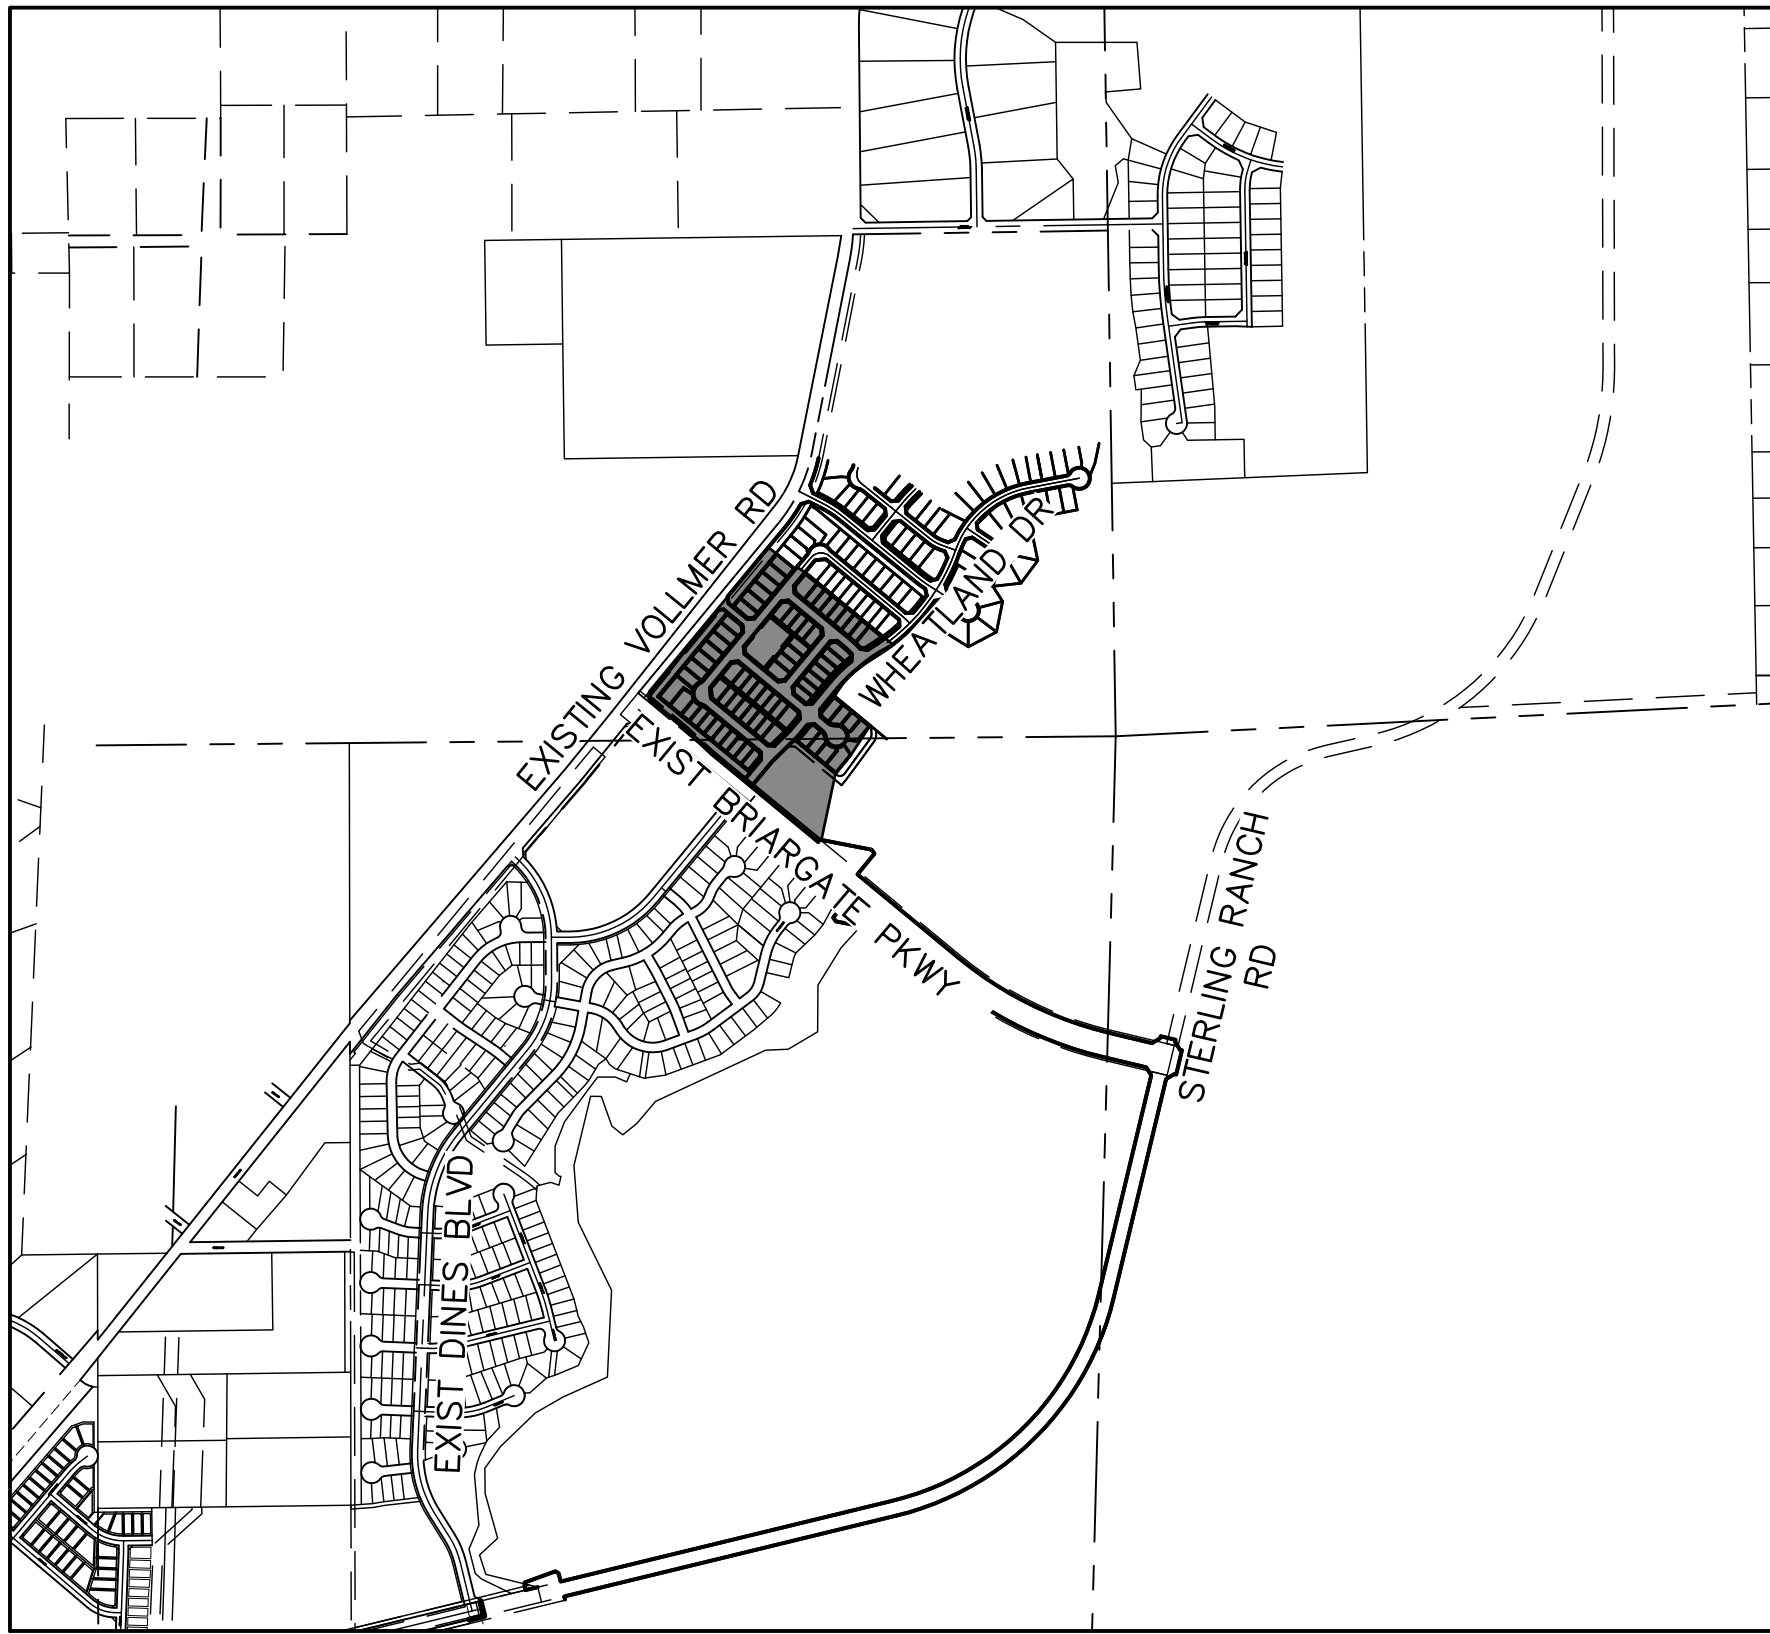 EXISTING VOLLMER RD
WHEATLAND DR
EXIST BRIARGATE PKWY
STERLING RANCH
RD
EXIST DINES BLVD